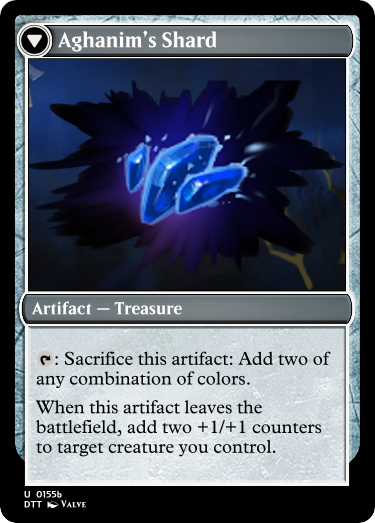 Aghanim's Shard
Artifact — Treasure
: Sacrifice this artifact: Add two of
any combination of colors.
When this artifact leaves the
battlefield, add two +1/+1 counters
to target creature you control.
U 0155b
DTT Valve